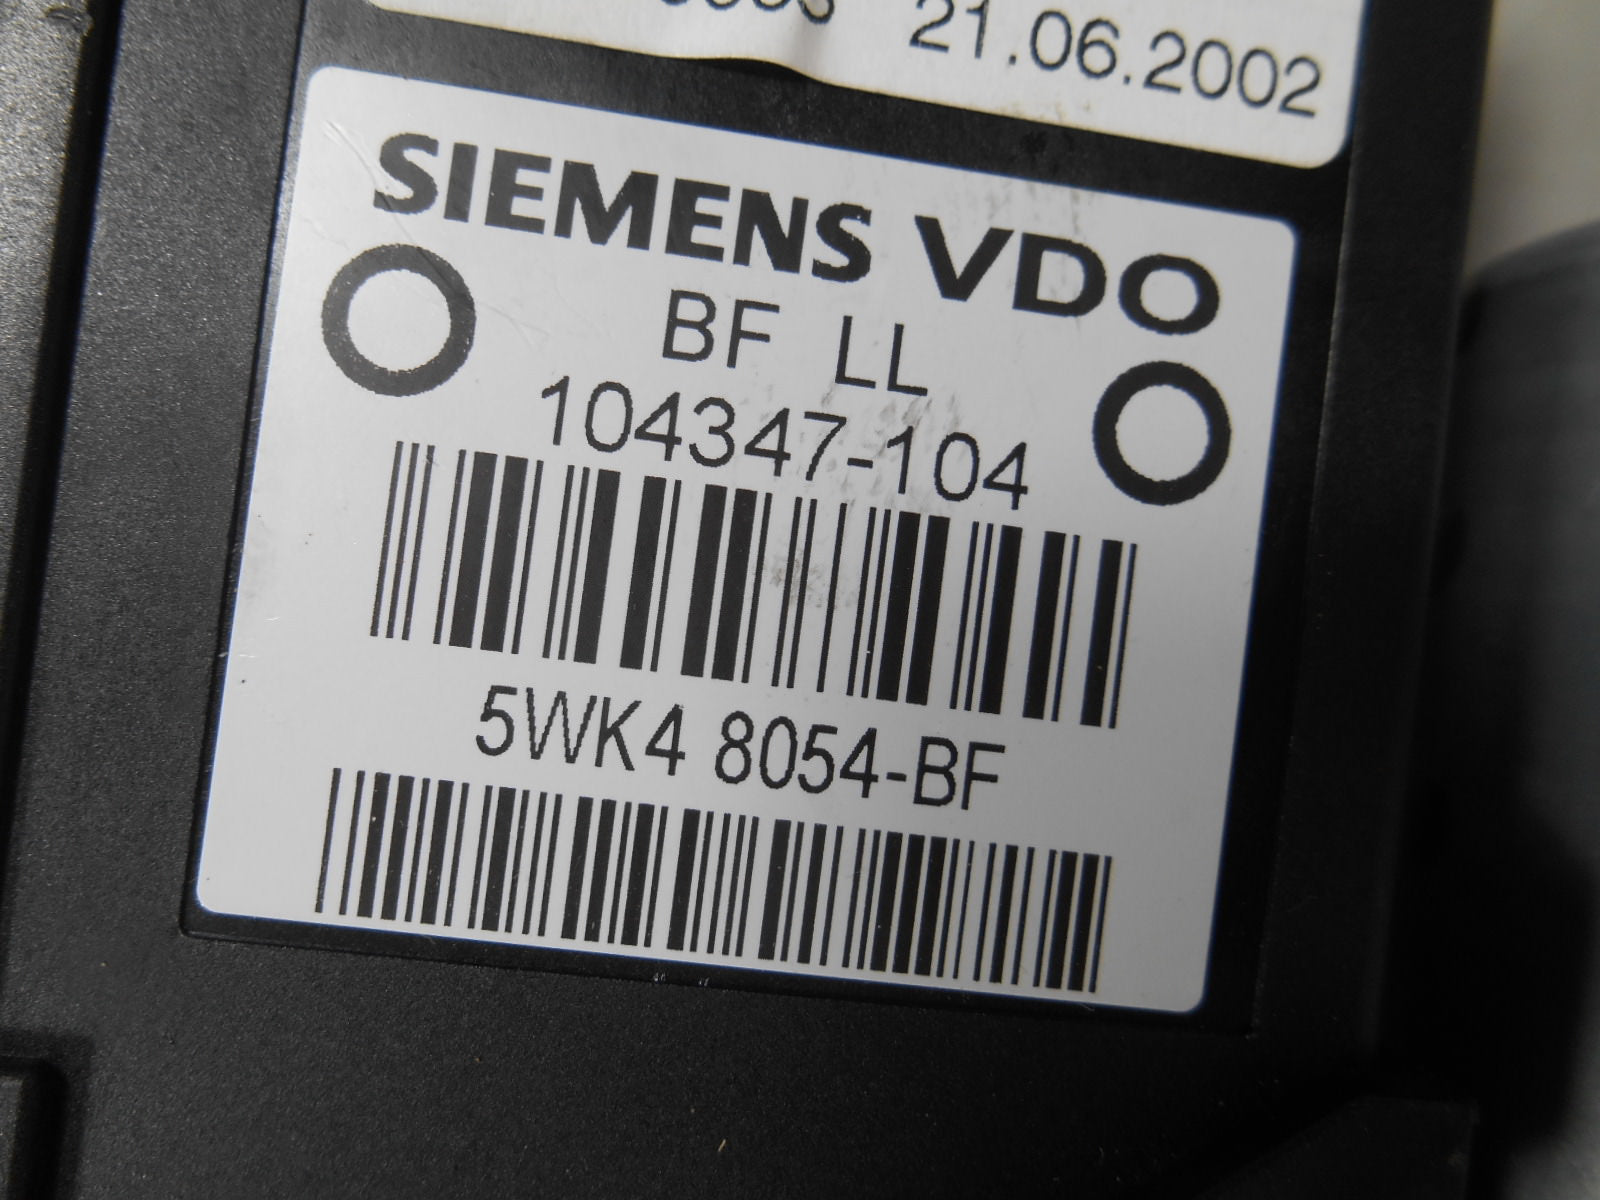 21.06.2002
SIEMENS VDO
BF LL
104347-104
5WK4 8054-BF